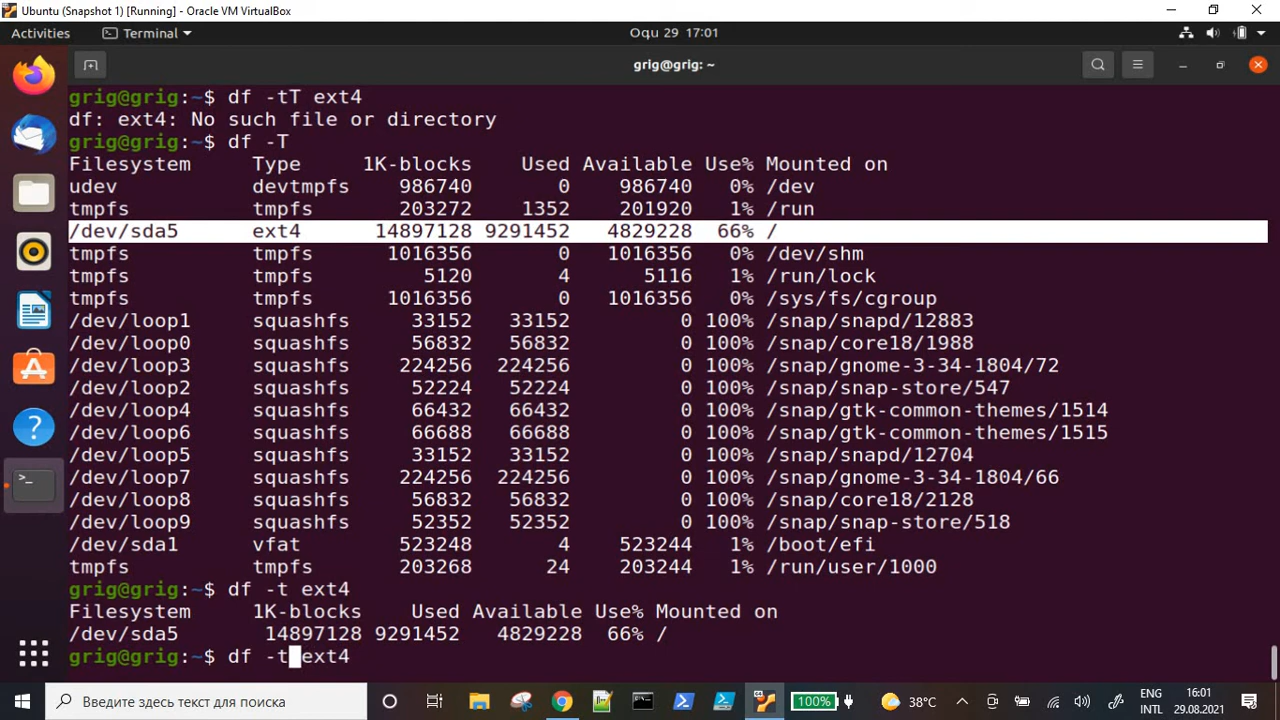 Ubuntu (Snapshot 1) [Running] - Oracle VM VirtualBox
Activities Terminal Օգս 29 17:01
grig@grig: ~
grig@grig:~$ df -tT ext4
df: ext4: No such file or directory
grig@grig:~$ df -T
Filesystem Type 1K-blocks Used Available Use% Mounted on
udev devtmpfs 986740 0 986740 0% /dev
tmpfs tmpfs 203272 1352 201920 1% /run
/dev/sda5 ext4 14897128 9291452 4829228 66% /
tmpfs tmpfs 1016356 0 1016356 0% /dev/shm
tmpfs tmpfs 5120 4 5116 1% /run/lock
tmpfs tmpfs 1016356 0 1016356 0% /sys/fs/cgroup
/dev/loop1 squashfs 33152 33152 0 100% /snap/snapd/12883
/dev/loop0 squashfs 56832 56832 0 100% /snap/core18/1988
/dev/loop3 squashfs 224256 224256 0 100% /snap/gnome-3-34-1804/72
/dev/loop2 squashfs 52224 52224 0 100% /snap/snap-store/547
/dev/loop4 squashfs 66432 66432 0 100% /snap/gtk-common-themes/1514
/dev/loop6 squashfs 66688 66688 0 100% /snap/gtk-common-themes/1515
/dev/loop5 squashfs 33152 33152 0 100% /snap/snapd/12704
/dev/loop7 squashfs 224256 224256 0 100% /snap/gnome-3-34-1804/66
/dev/loop8 squashfs 56832 56832 0 100% /snap/core18/2128
/dev/loop9 squashfs 52352 52352 0 100% /snap/snap-store/518
/dev/sda1 vfat 523248 4 523244 1% /boot/efi
tmpfs tmpfs 203268 24 203244 1% /run/user/1000
grig@grig:~$ df -t ext4
Filesystem 1K-blocks Used Available Use% Mounted on
/dev/sda5 14897128 9291452 4829228 66% /
grig@grig:~$ df -t ext4
Введите здесь текст для поиска
100%
38°C
ENG
INTL
16:01
29.08.2021